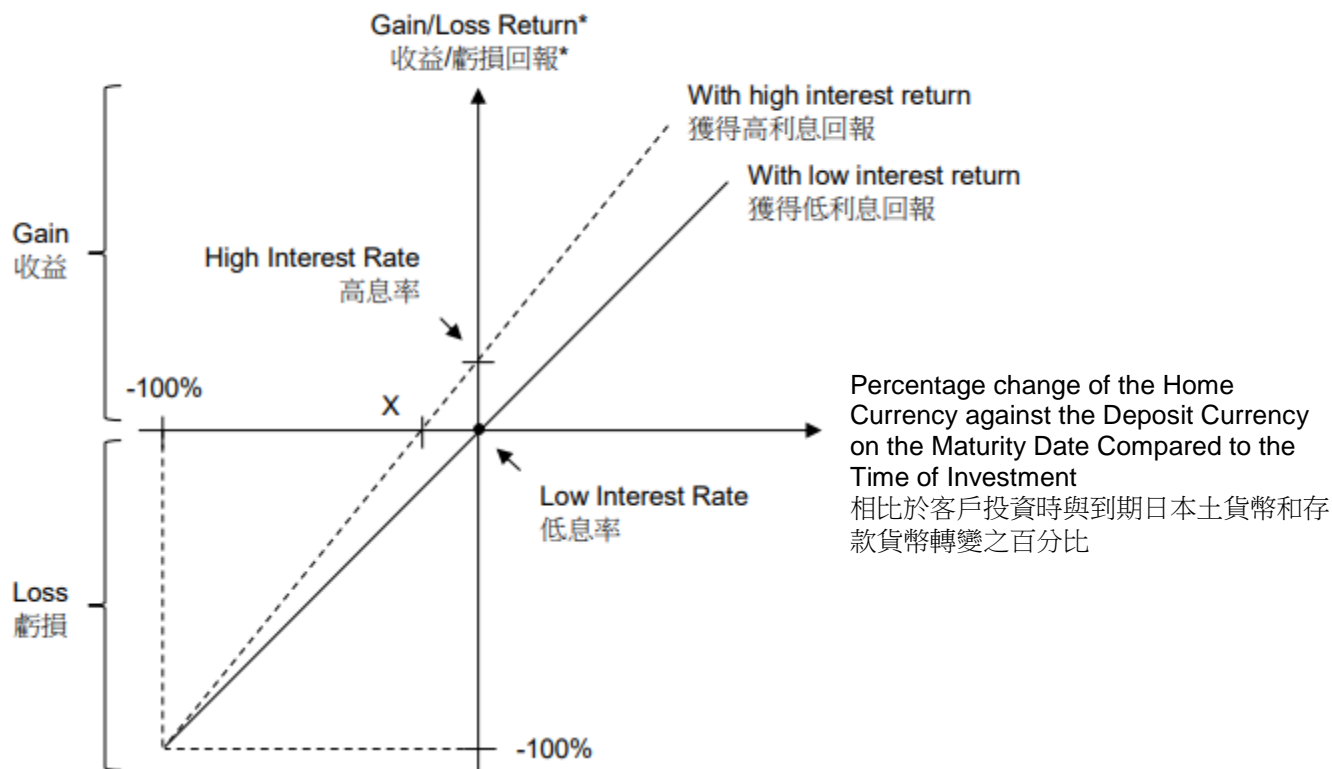 Gain/Loss Return*
收益/虧損回報*
With high interest return
獲得高利息回報
With low interest return
獲得低利息回報
Gain
收益
High Interest Rate
高息率
-100%
X
Percentage change of the Home
Currency against the Deposit Currency
on the Maturity Date Compared to the
Time of Investment
相比於客戶投資時與到期日本土貨幣和存
款貨幣轉變之百分比
Low Interest Rate
低息率
Loss
虧損
-100%